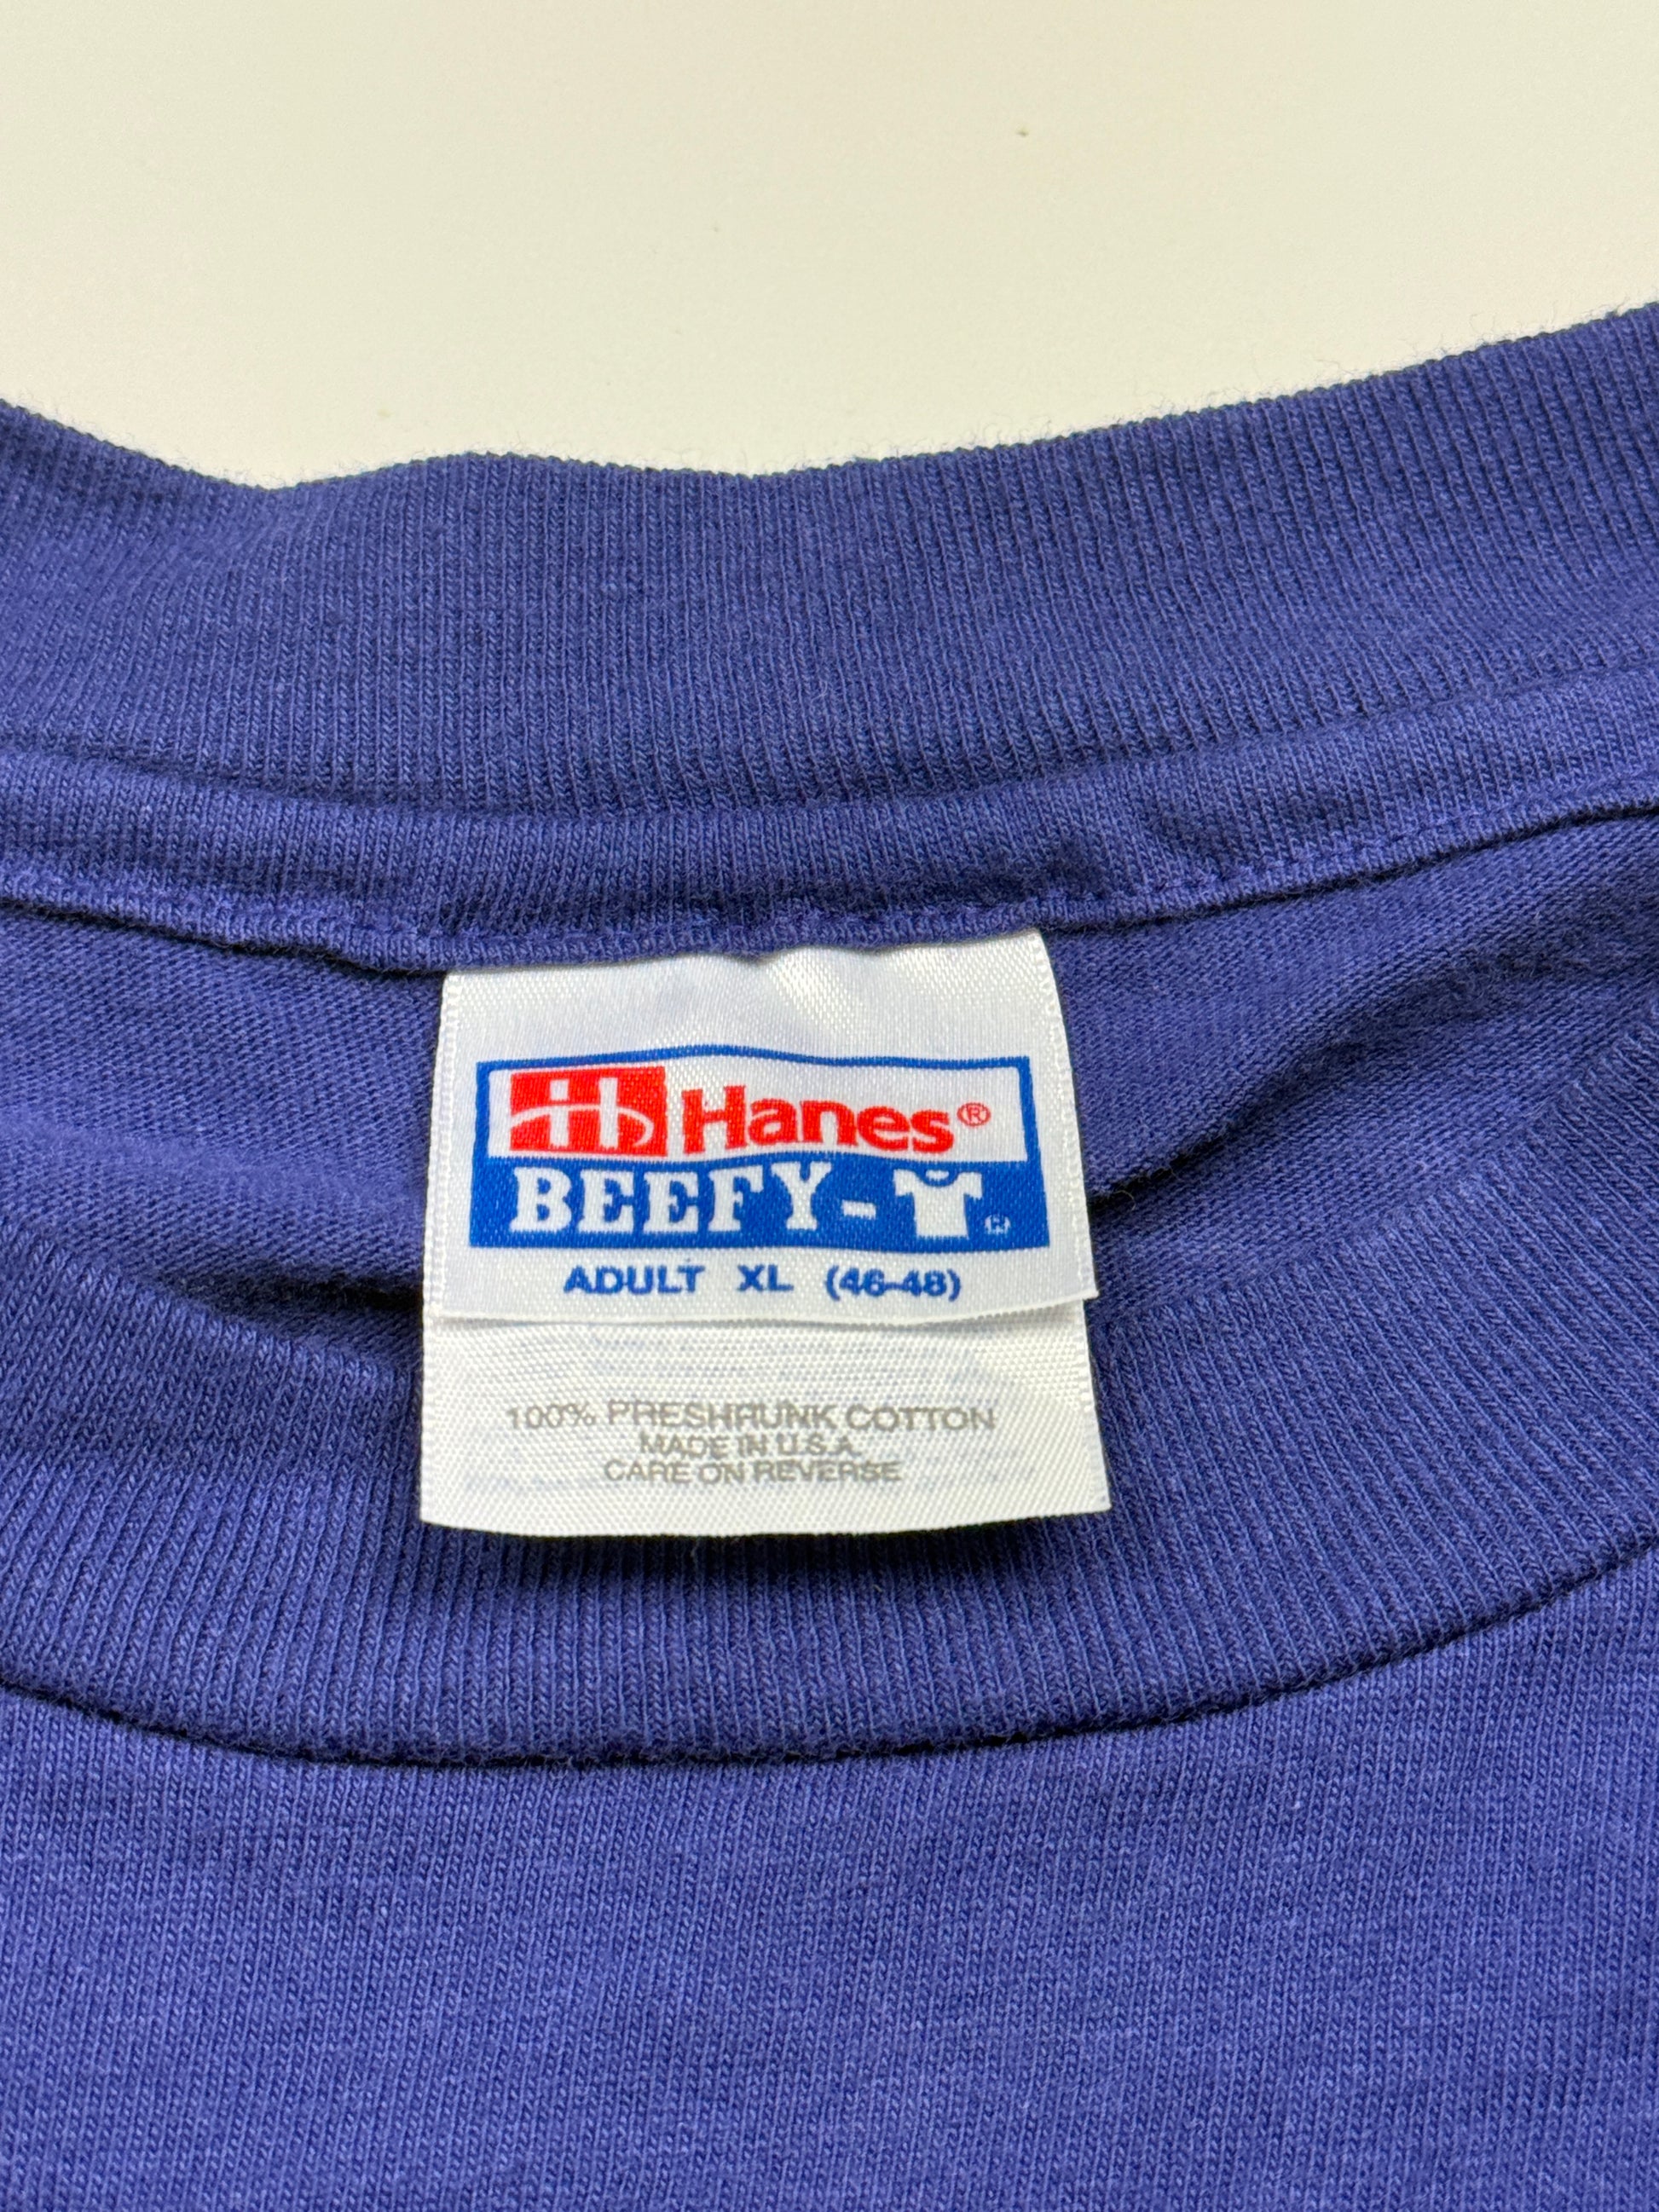 Hanes®
BEEFY-T®
ADULT XL (46-48)
100% PRESHRUNK COTTON
MADE IN U.S.A.
CARE ON REVERSE